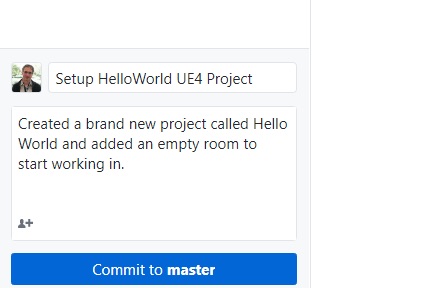 Setup HelloWorld UE4 Project
Created a brand new project called Hello
World and added an empty room to
start working in.
Commit to master